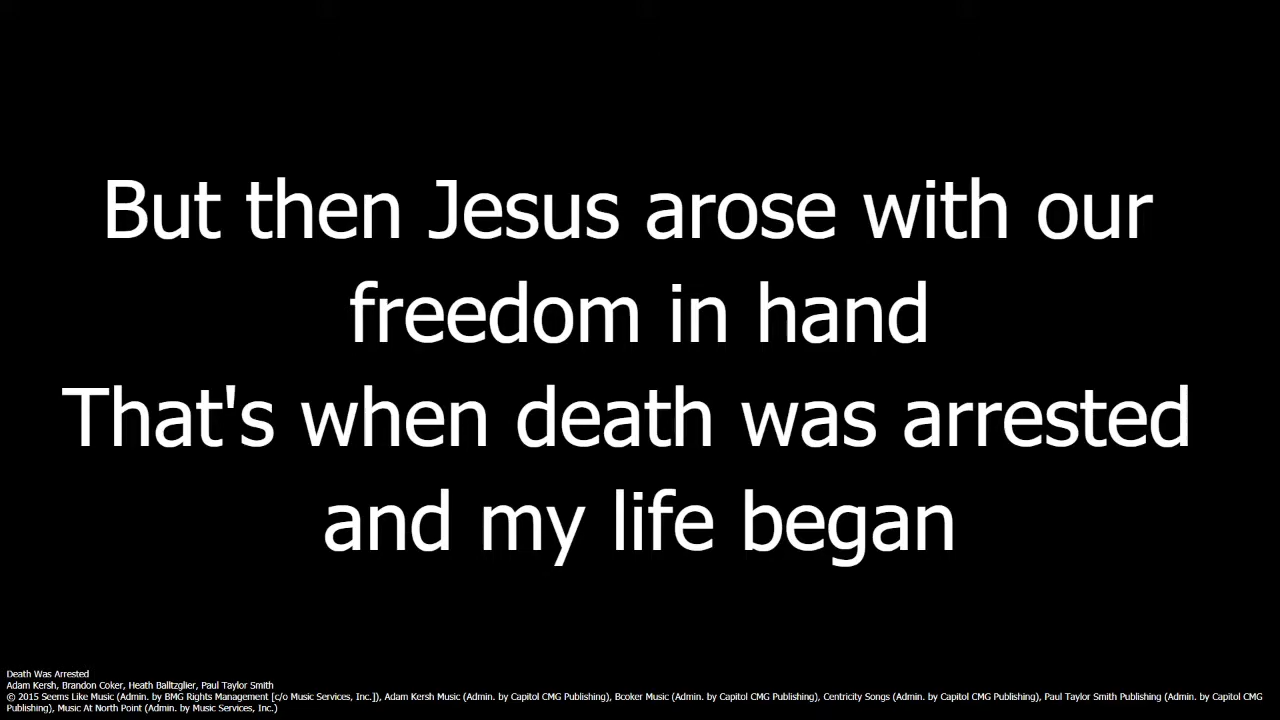 But then Jesus arose with our
freedom in hand
That's when death was arrested
and my life began
Death Was Arrested
Adam Kersh, Brandon Coker, Heath Balltzglier, Paul Taylor Smith
© 2015 Seems Like Music (Admin. by BMG Rights Management [c/o Music Services, Inc.]), Adam Kersh Music (Admin. by Capitol CMG Publishing), Bcoker Music (Admin. by Capitol CMG Publishing), Centricity Songs (Admin. by Capitol CMG Publishing), Paul Taylor Smith Publishing (Admin. by Capitol CMG
Publishing), Music At North Point (Admin. by Music Services, Inc.)